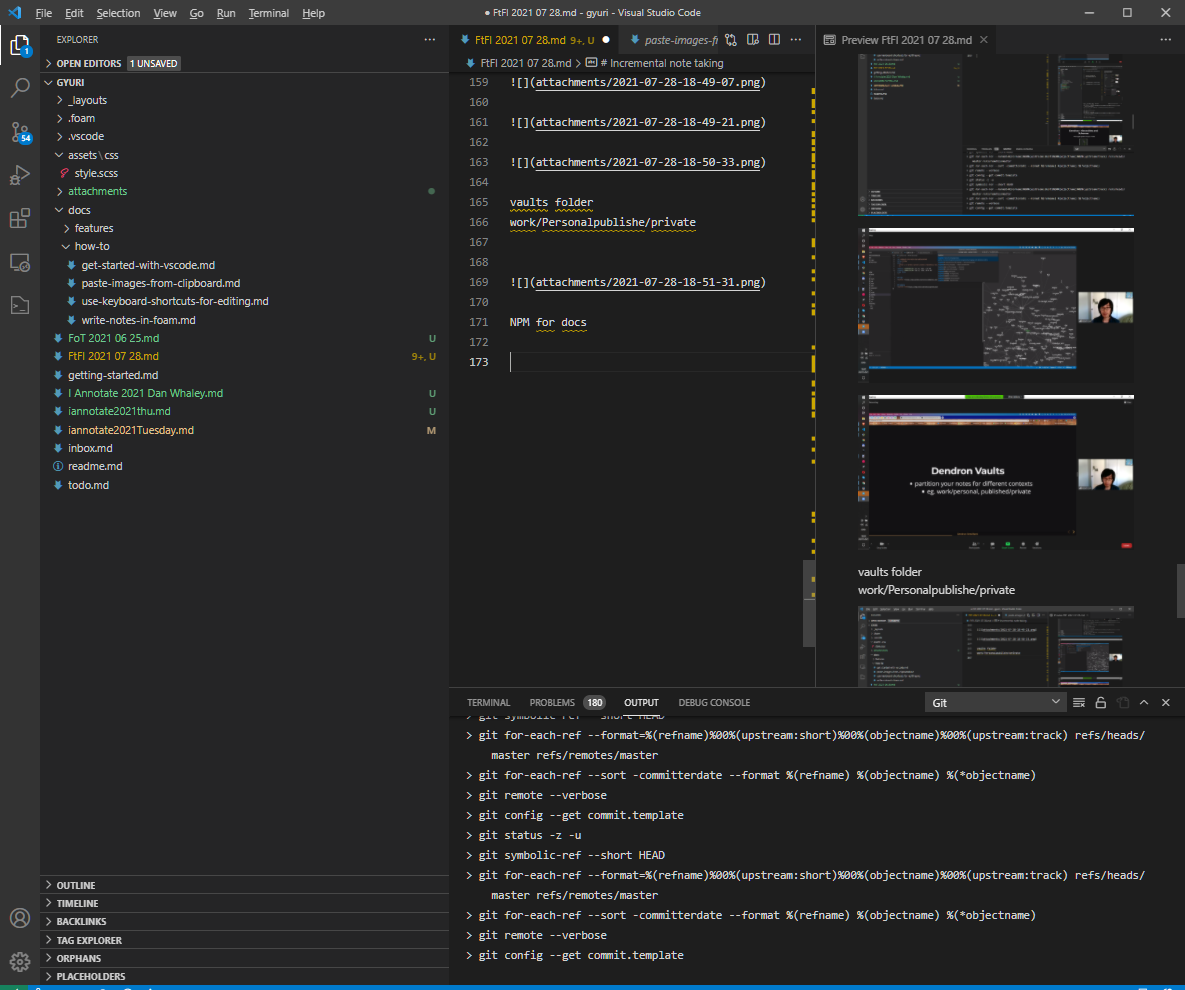 File Edit Selection View Go Run Terminal Help
● FtFl 2021 07 28.md - gyuri - Visual Studio Code
EXPLORER
OPEN EDITORS 1 UNSAVED
GYURI
_layouts
.foam
.vscode
assets\css
style.scss
attachments
docs
features
how-to
get-started-with-vscode.md
paste-images-from-clipboard.md
use-keyboard-shortcuts-for-editing.md
write-notes-in-foam.md
FoT 2021 06 25.md U
FtFl 2021 07 28.md 9+, U
getting-started.md
I Annotate 2021 Dan Whaley.md U
iannotate2021thu.md U
iannotate2021Tuesday.md M
inbox.md
readme.md
todo.md
OUTLINE
TIMELINE
BACKLINKS
TAG EXPLORER
ORPHANS
PLACEHOLDERS
1
54
FtFl 2021 07 28.md 9+, U ●
paste-images-fr
FtFl 2021 07 28.md > # Incremental note taking
159 ![](attachments/2021-07-28-18-49-07.png)
160
161 ![](attachments/2021-07-28-18-49-21.png)
162
163 ![](attachments/2021-07-28-18-50-33.png)
164
165 vaults folder
166 work/Personalpublishe/private
167
168
169 ![](attachments/2021-07-28-18-51-31.png)
170
171 NPM for docs
172
173
Preview FtFl 2021 07 28.md
Dendron Vaults
• partition your notes for different contexts
• eg. work/personal, published/private
vaults folder
work/Personalpublishe/private
TERMINAL PROBLEMS 180 OUTPUT DEBUG CONSOLE Git
> git symbolic-ref --short HEAD
> git for-each-ref --format=%(refname)%00%(upstream:short)%00%(objectname)%00%(upstream:track) refs/heads/
master refs/remotes/master
> git for-each-ref --sort -committerdate --format %(refname) %(objectname) %(*objectname)
> git remote --verbose
> git config --get commit.template
> git status -z -u
> git symbolic-ref --short HEAD
> git for-each-ref --format=%(refname)%00%(upstream:short)%00%(objectname)%00%(upstream:track) refs/heads/
master refs/remotes/master
> git for-each-ref --sort -committerdate --format %(refname) %(objectname) %(*objectname)
> git remote --verbose
> git config --get commit.template